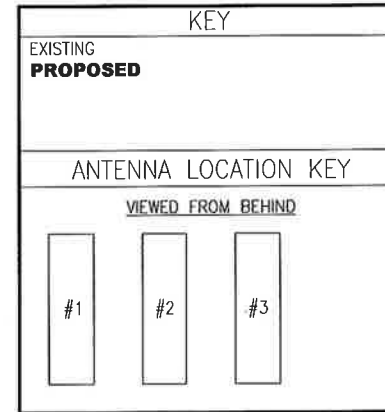 KEY
EXISTING
PROPOSED
ANTENNA LOCATION KEY
VIEWED FROM BEHIND
#1 #2 #3